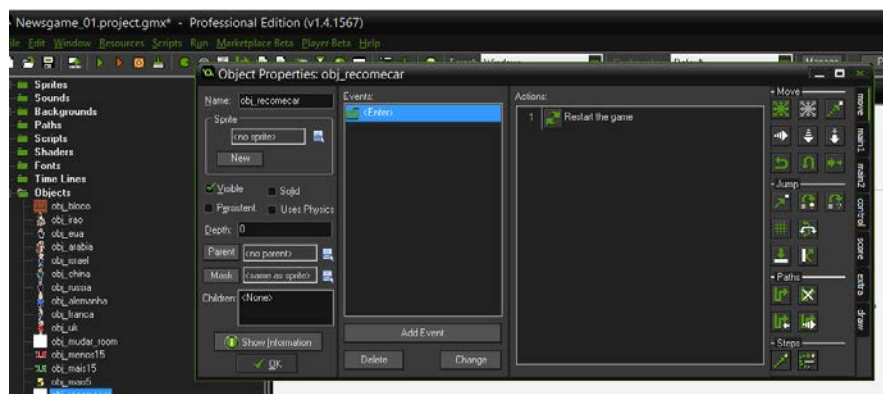 Newsgame_01.project.gmx* - Professional Edition (v1.4.1567)
File Edit Window Resources Scripts Run Marketplace Beta Player Beta Help
Object Properties: obj_recomecar
Sprites
Sounds
Backgrounds
Paths
Scripts
Shaders
Fonts
Time Lines
Objects
obj_bloco
obj_irao
obj_eua
obj_arabia
obj_israel
obj_china
obj_russia
obj_alemanha
obj_franca
obj_uk
obj_mudar_room
obj_menos15
obj_mais15
obj_mais5
Name: obj_recomecar
Sprite
<no sprite>
New
Visible Solid
Persistent Uses Physics
Depth: 0
Parent <no parent>
Mask <same as sprite>
Children: <None>
Show Information
OK
Events:
<Enter>
Add Event
Delete Change
Actions:
1 Restart the game
Move
Jump
Paths
Steps
move
main1
main2
control
score
extra
draw